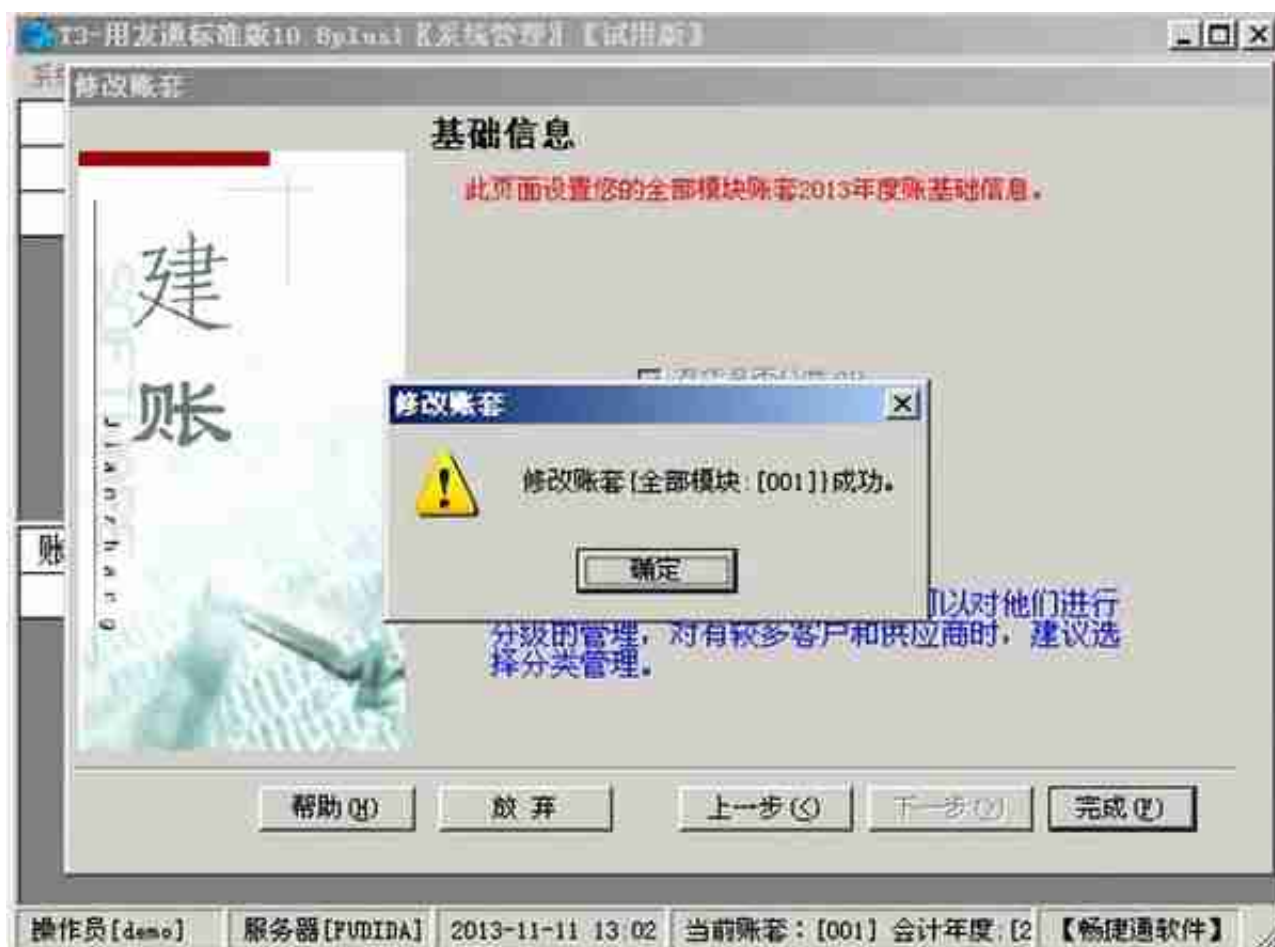 T3-用友通标准版10 8plus1【系统管理】【试用版】
修改账套
基础信息
此页面设置您的全部模块账套2013年度账基础信息。
建
账
Jianzhang
修改账套
修改账套{全部模块:[001]}成功。
确定
以对他们进行
分级的管理，对有较多客户和供应商时，建议选
择分类管理。
账
帮助(H)
放弃
上一步(<)
下一步(>)
完成(F)
操作员[demo]
服务器[FUDIDA]
2013-11-11 13:02
当前账套：[001] 会计年度:[2
【畅捷通软件】